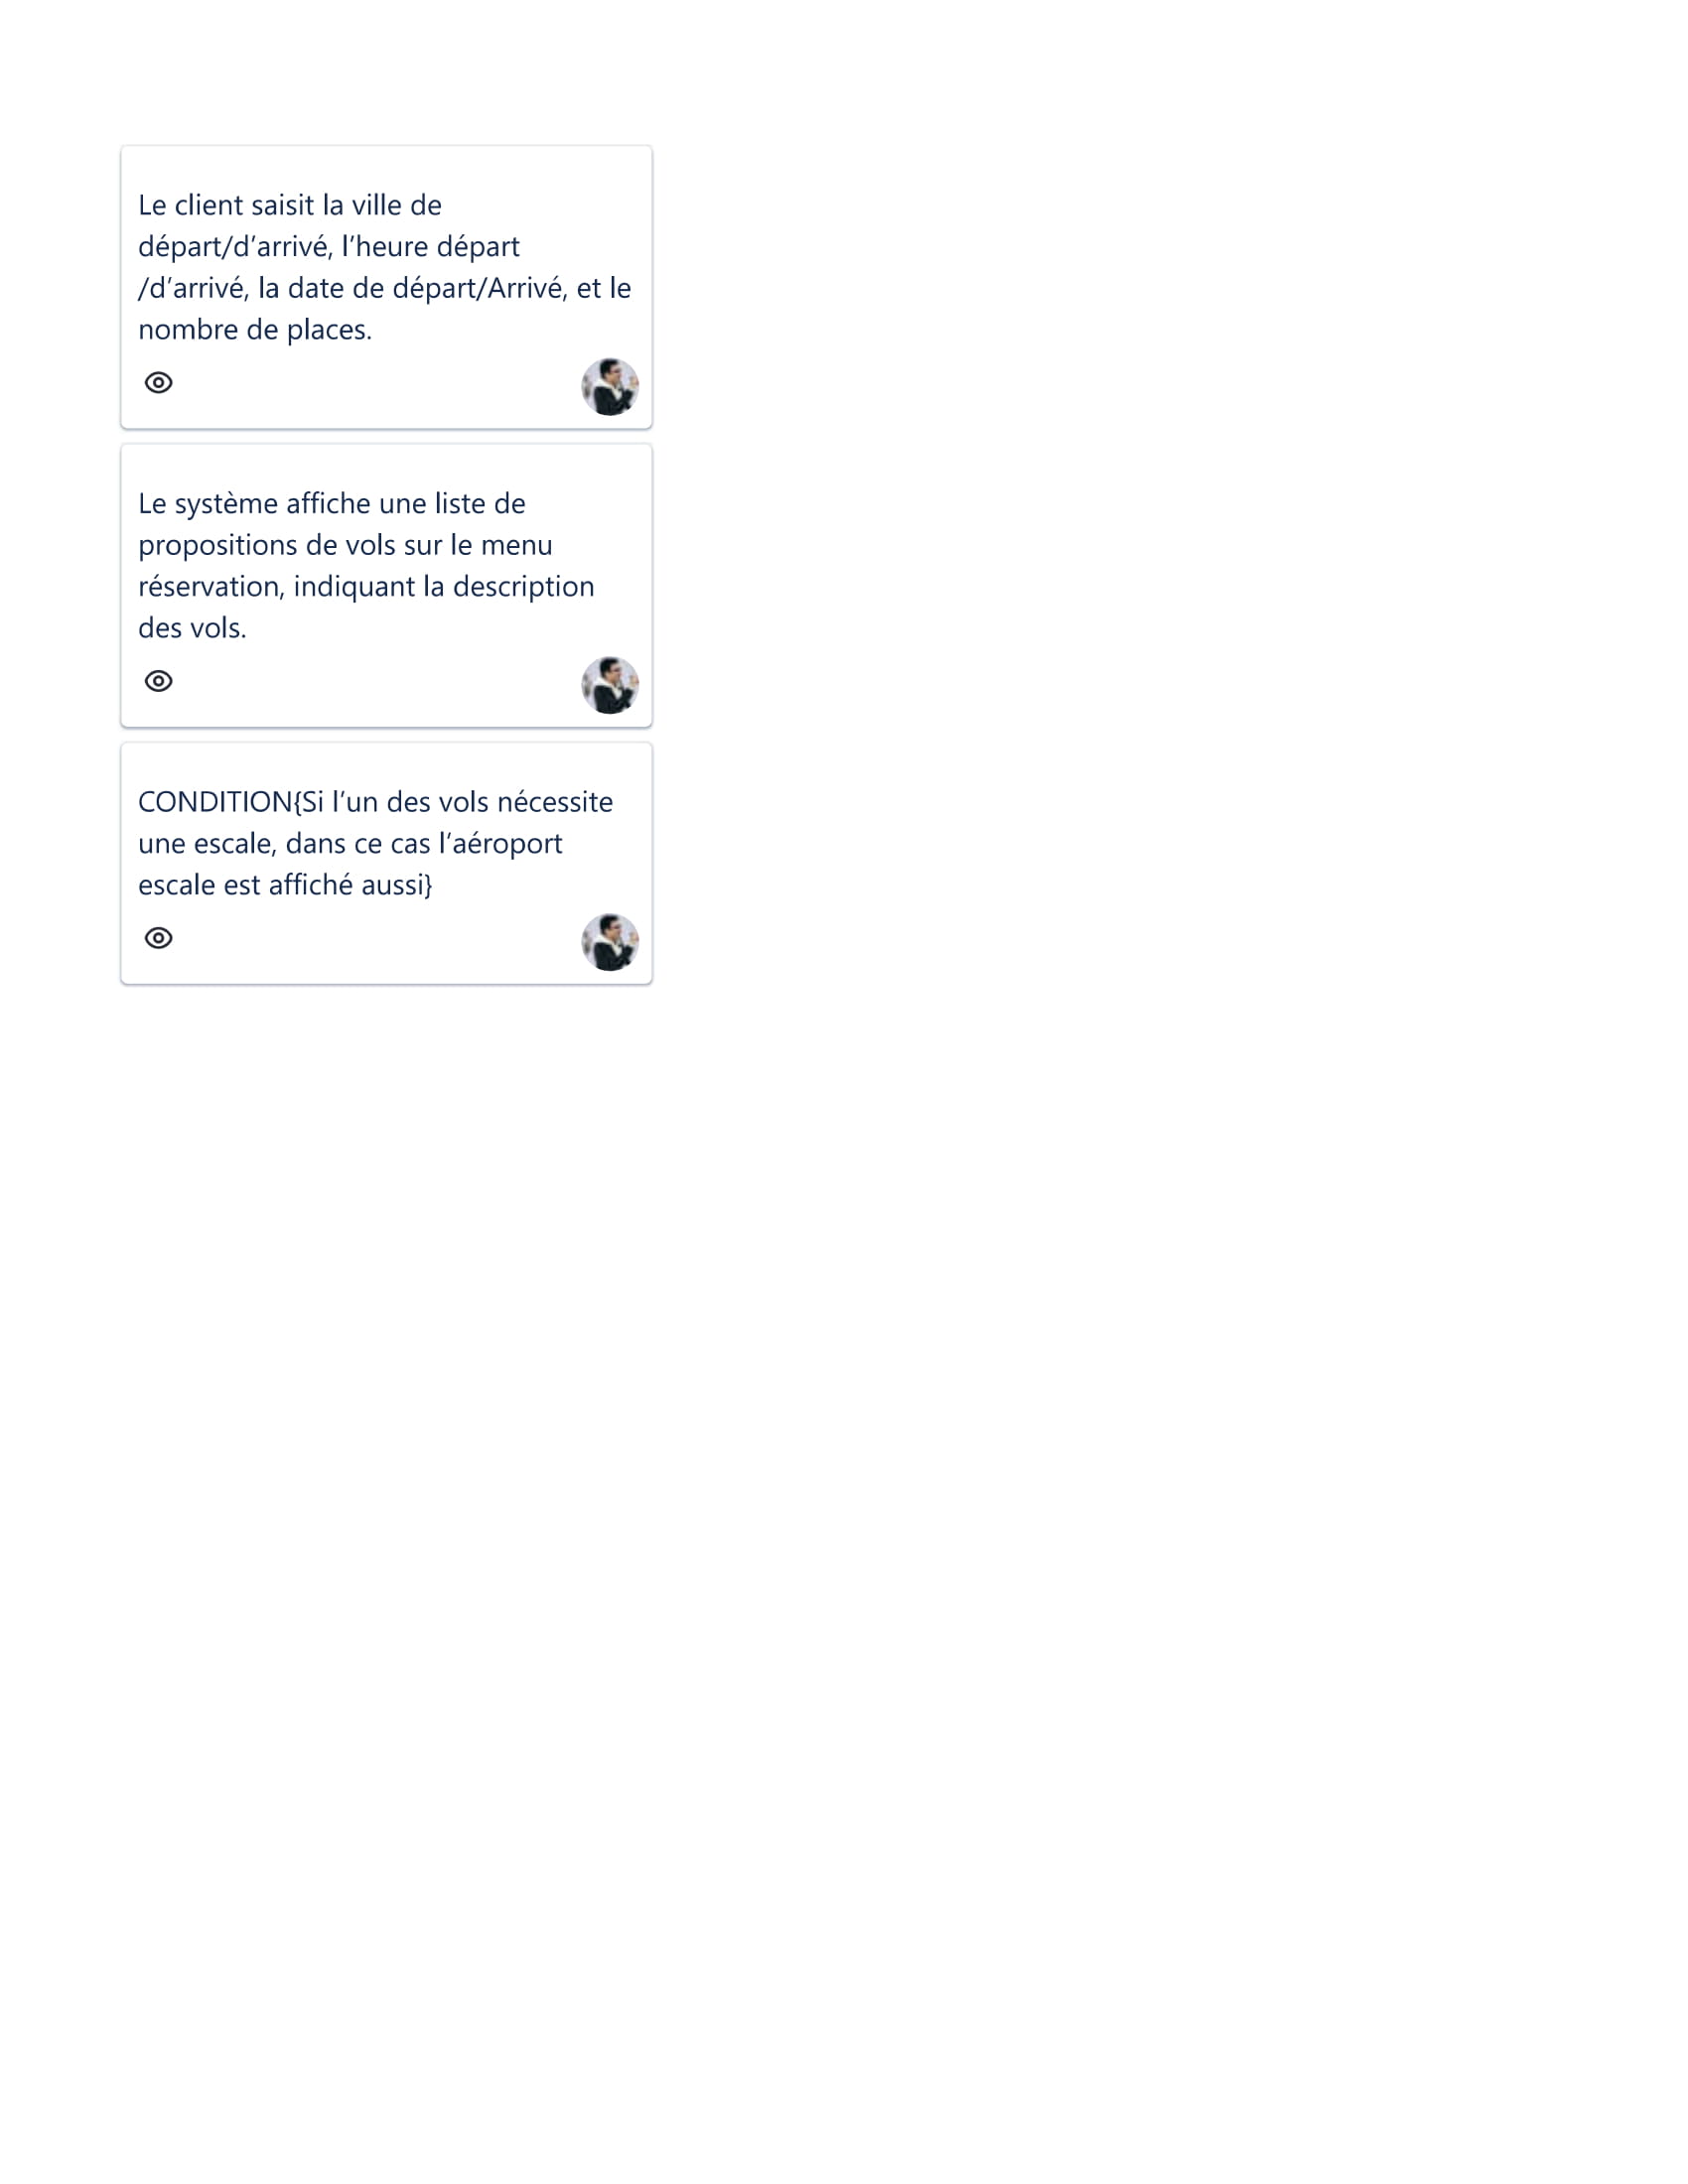 Le client saisit la ville de
départ/d’arrivé, l’heure départ
/d’arrivé, la date de départ/Arrivé, et le
nombre de places.
Le système affiche une liste de
propositions de vols sur le menu
réservation, indiquant la description
des vols.
CONDITION{Si l’un des vols nécessite
une escale, dans ce cas l’aéroport
escale est affiché aussi}